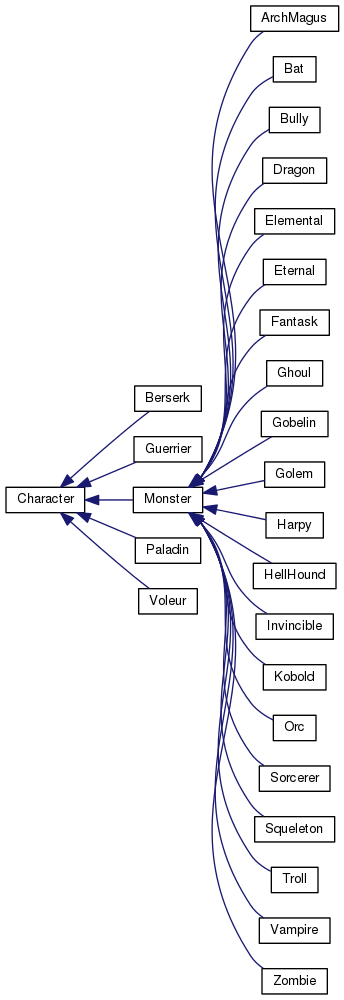 ArchMagus
Bat
Bully
Dragon
Elemental
Eternal
Fantask
Ghoul
Berserk
Gobelin
Guerrier
Golem
Character
Monster
Harpy
Paladin
HellHound
Voleur
Invincible
Kobold
Orc
Sorcerer
Squeleton
Troll
Vampire
Zombie